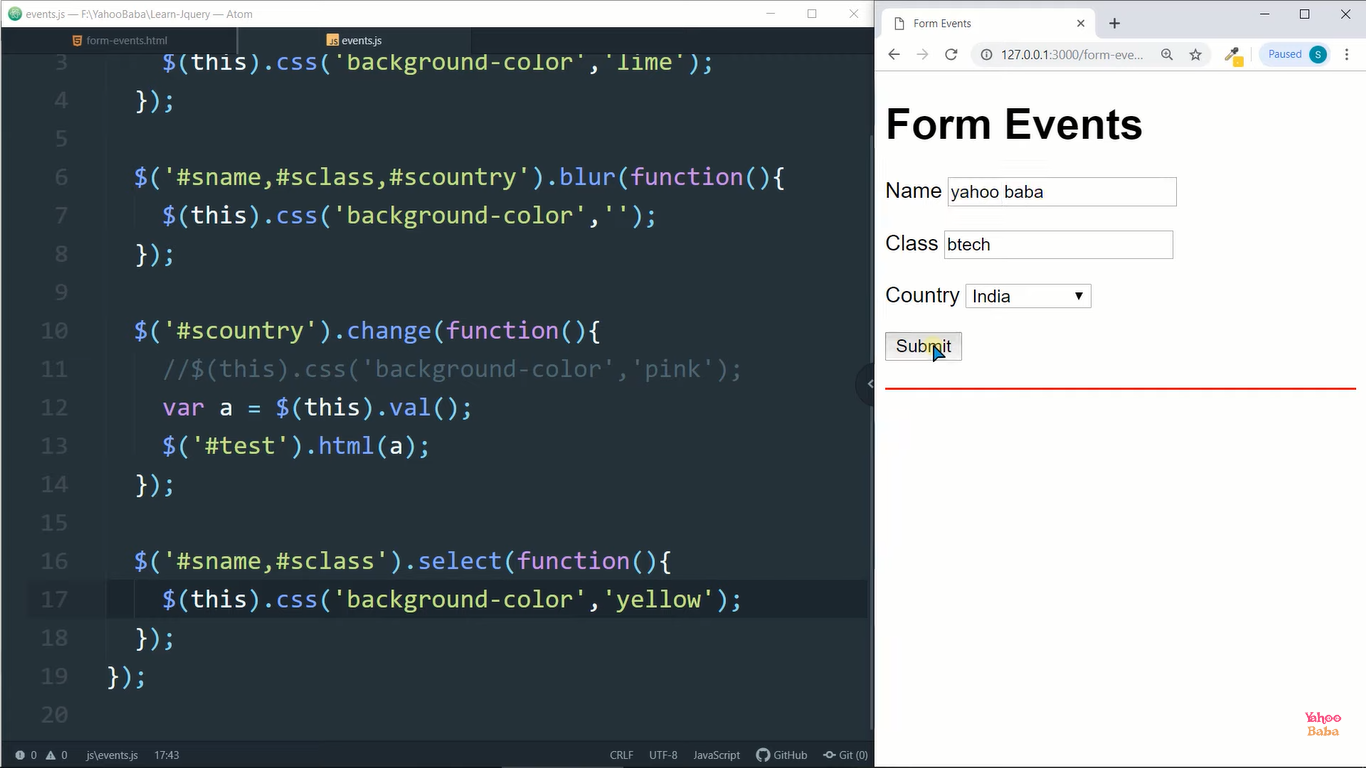 events.js — F:\YahooBaba\Learn-Jquery — Atom
form-events.html
JS events.js
3 $(this).css('background-color','lime');
4 });
5
6 $('#sname,#sclass,#scountry').blur(function(){
7 $(this).css('background-color','');
8 });
9
10 $('#scountry').change(function(){
11 //$(this).css('background-color','pink');
12 var a = $(this).val();
13 $('#test').html(a);
14 });
15
16 $('#sname,#sclass').select(function(){
17 $(this).css('background-color','yellow');
18 });
19 });
20
0 0 js\events.js 17:43 CRLF UTF-8 JavaScript GitHub Git (0)
Form Events
127.0.0.1:3000/form-eve...
Paused S
Form Events
Name yahoo baba
Class btech
Country India
Submit
Yahoo
Baba